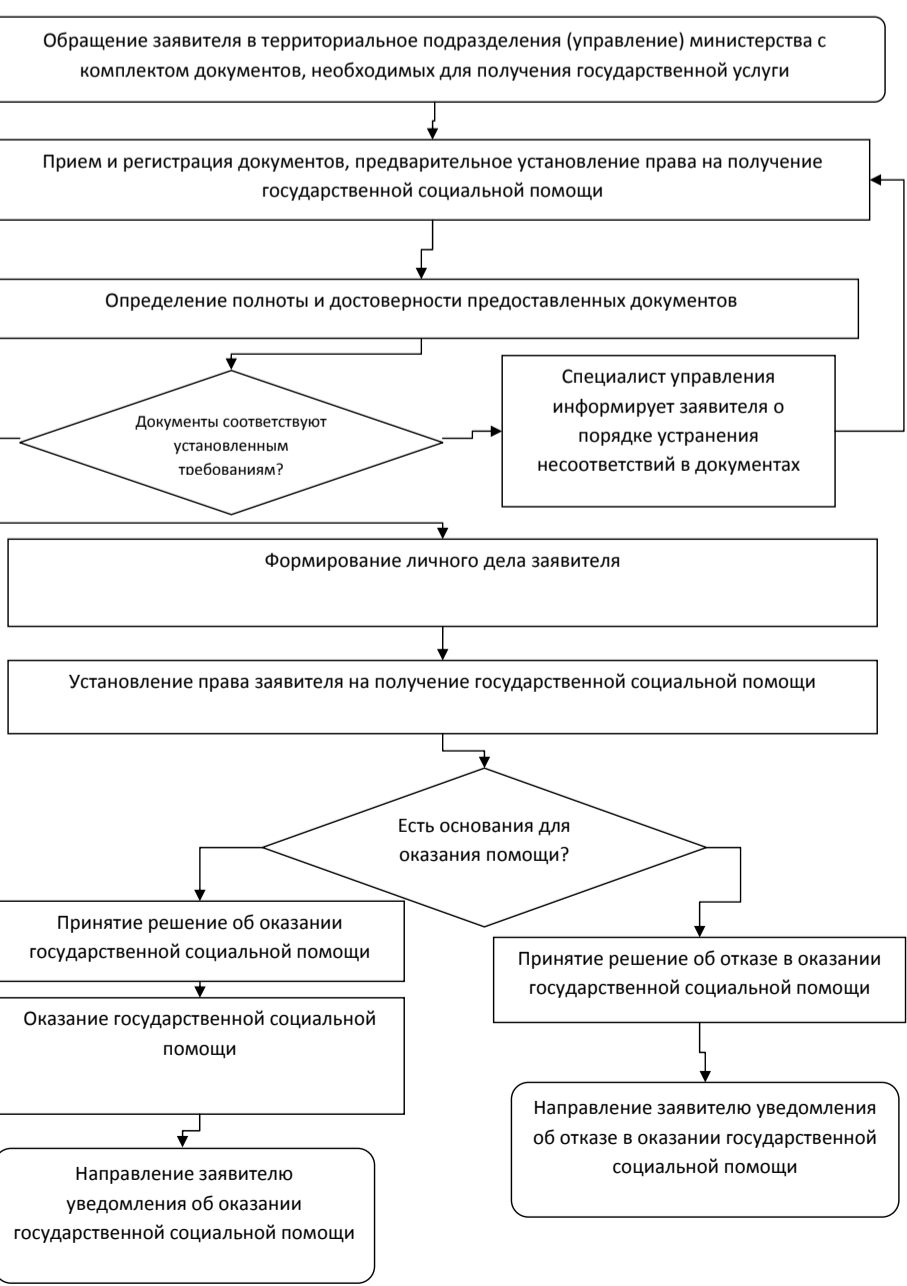 Обращение заявителя в территориальное подразделения (управление) министерства с
комплектом документов, необходимых для получения государственной услуги
Прием и регистрация документов, предварительное установление права на получение
государственной социальной помощи
Определение полноты и достоверности предоставленных документов
Документы соответствуют
установленным
требованиям?
Специалист управления
информирует заявителя о
порядке устранения
несоответствий в документах
Формирование личного дела заявителя
Установление права заявителя на получение государственной социальной помощи
Есть основания для
оказания помощи?
Принятие решение об оказании
государственной социальной помощи
Оказание государственной социальной
помощи
Направление заявителю
уведомления об оказании
государственной социальной помощи
Принятие решение об отказе в оказании
государственной социальной помощи
Направление заявителю уведомления
об отказе в оказании государственной
социальной помощи